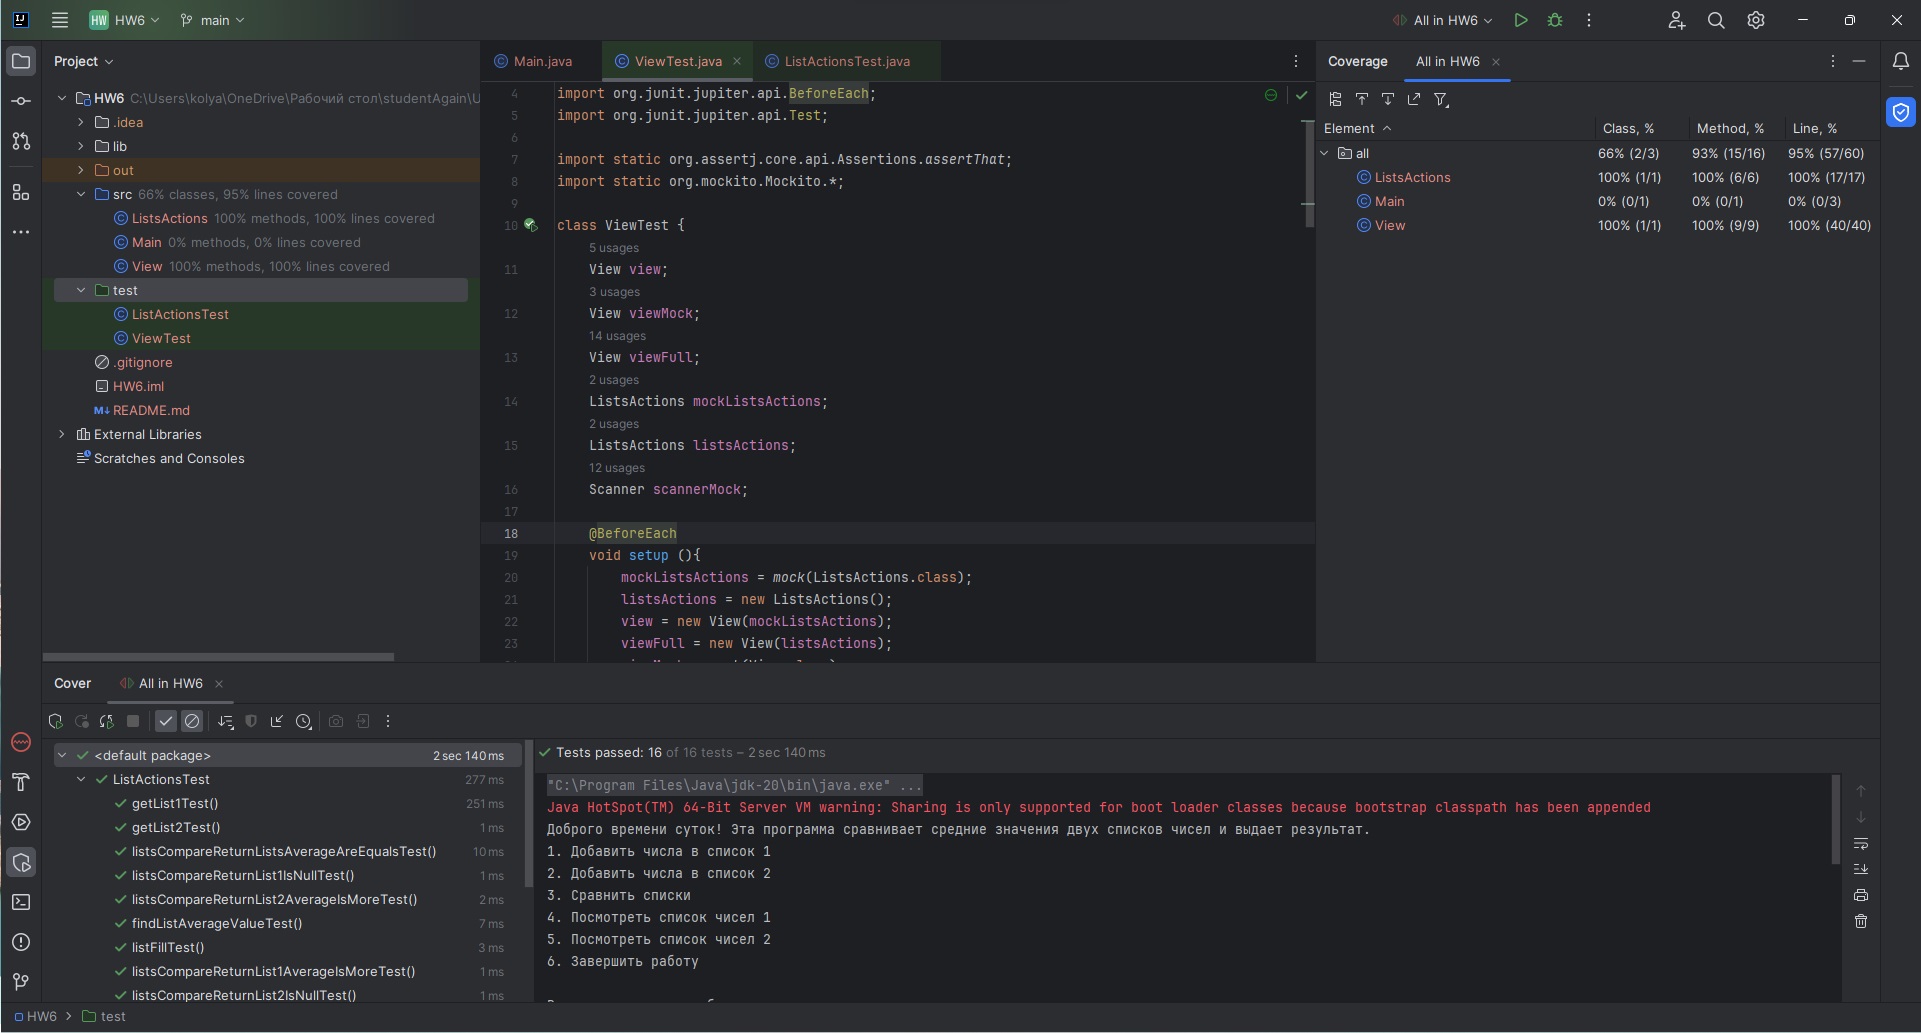 HW HW6 main
All in HW6
Project
HW6 C:\Users\kolya\OneDrive\Рабочий стол\studentAgain\U
.idea
lib
out
src 66% classes, 95% lines covered
ListsActions 100% methods, 100% lines covered
Main 0% methods, 0% lines covered
View 100% methods, 100% lines covered
test
ListActionsTest
ViewTest
.gitignore
HW6.iml
README.md
External Libraries
Scratches and Consoles
Main.java ViewTest.java ListActionsTest.java
4 import org.junit.jupiter.api.BeforeEach;
5 import org.junit.jupiter.api.Test;
6
7 import static org.assertj.core.api.Assertions.assertThat;
8 import static org.mockito.Mockito.*;
9
10 class ViewTest {
5 usages
11 View view;
3 usages
12 View viewMock;
14 usages
13 View viewFull;
2 usages
14 ListsActions mockListsActions;
2 usages
15 ListsActions listsActions;
12 usages
16 Scanner scannerMock;
17
18 @BeforeEach
19 void setup (){
20 mockListsActions = mock(ListsActions.class);
21 listsActions = new ListsActions();
22 view = new View(mockListsActions);
23 viewFull = new View(listsActions);
Coverage All in HW6
Element Class, % Method, % Line, %
all 66% (2/3) 93% (15/16) 95% (57/60)
ListsActions 100% (1/1) 100% (6/6) 100% (17/17)
Main 0% (0/1) 0% (0/1) 0% (0/3)
View 100% (1/1) 100% (9/9) 100% (40/40)
Cover All in HW6
<default package> 2 sec 140 ms
ListActionsTest 277 ms
getList1Test() 251 ms
getList2Test() 1 ms
listsCompareReturnListsAverageAreEqualsTest() 10 ms
listsCompareReturnList1IsNullTest() 1 ms
listsCompareReturnList2AverageIsMoreTest() 2 ms
findListAverageValueTest() 7 ms
listFillTest() 3 ms
listsCompareReturnList1AverageIsMoreTest() 1 ms
listsCompareReturnList2IsNullTest() 1 ms
Tests passed: 16 of 16 tests – 2 sec 140 ms
"C:\Program Files\Java\jdk-20\bin\java.exe" ...
Java HotSpot(TM) 64-Bit Server VM warning: Sharing is only supported for boot loader classes because bootstrap classpath has been appended
Доброго времени суток! Эта программа сравнивает средние значения двух списков чисел и выдает результат.
1. Добавить числа в список 1
2. Добавить числа в список 2
3. Сравнить списки
4. Посмотреть список чисел 1
5. Посмотреть список чисел 2
6. Завершить работу
HW6 > test